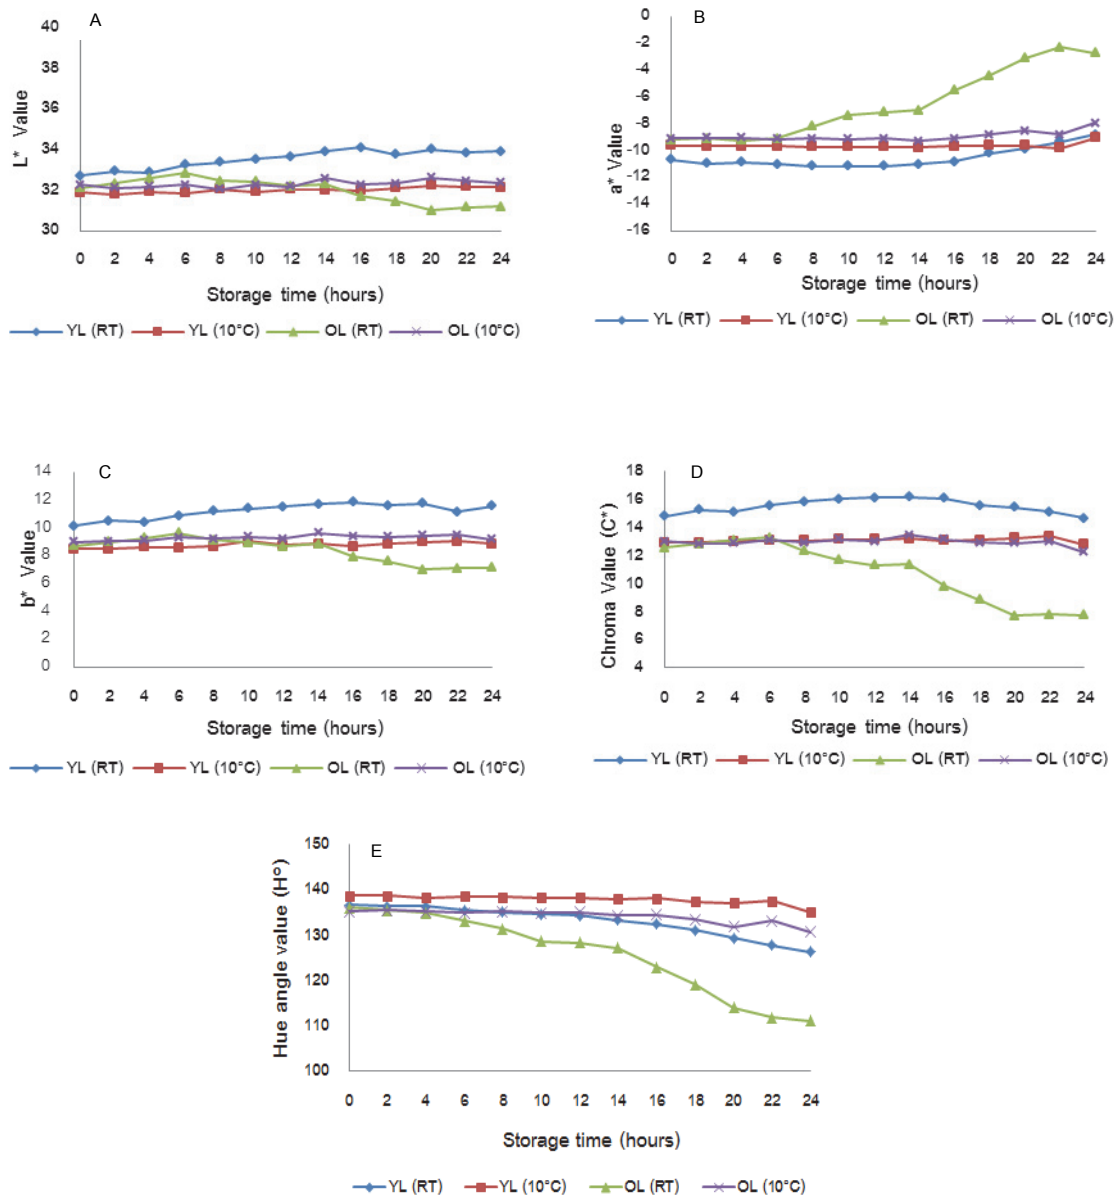 A
L* Value
40
38
36
34
32
30
0 2 4 6 8 10 12 14 16 18 20 22 24
Storage time (hours)
YL (RT) YL (10°C) OL (RT) OL (10°C)
B
a* Value
0
-2
-4
-6
-8
-10
-12
-14
-16
0 2 4 6 8 10 12 14 16 18 20 22 24
Storage time (hours)
YL (RT) YL (10°C) OL (RT) OL (10°C)
C
b* Value
14
12
10
8
6
4
2
0
0 2 4 6 8 10 12 14 16 18 20 22 24
Storage time (hours)
YL (RT) YL (10°C) OL (RT) OL (10°C)
D
Chroma Value (C*)
18
16
14
12
10
8
6
4
0 2 4 6 8 10 12 14 16 18 20 22 24
Storage time (hours)
YL (RT) YL (10°C) OL (RT) OL (10°C)
E
Hue angle value (H°)
150
140
130
120
110
100
0 2 4 6 8 10 12 14 16 18 20 22 24
Storage time (hours)
YL (RT) YL (10°C) OL (RT) OL (10°C)